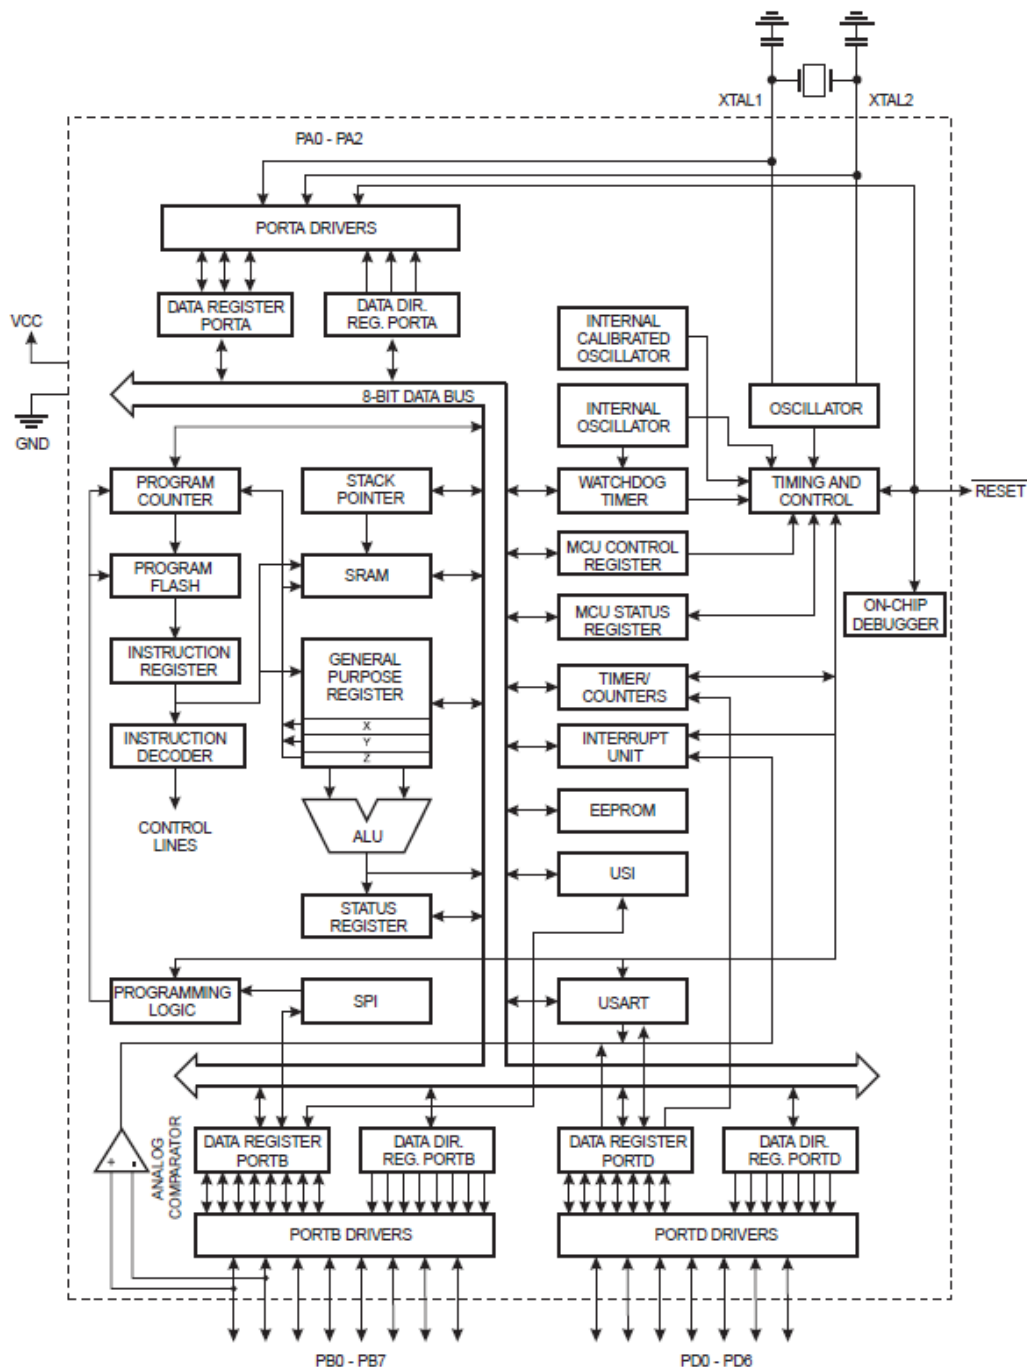 XTAL1
XTAL2
PA0 - PA2
PORTA DRIVERS
DATA REGISTER
PORTA
DATA DIR.
REG. PORTA
VCC
GND
INTERNAL
CALIBRATED
OSCILLATOR
8-BIT DATA BUS
INTERNAL
OSCILLATOR
OSCILLATOR
PROGRAM
COUNTER
STACK
POINTER
WATCHDOG
TIMER
TIMING AND
CONTROL
RESET
PROGRAM
FLASH
SRAM
MCU CONTROL
REGISTER
MCU STATUS
REGISTER
ON-CHIP
DEBUGGER
INSTRUCTION
REGISTER
GENERAL
PURPOSE
REGISTER
X
Y
Z
TIMER/
COUNTERS
INSTRUCTION
DECODER
INTERRUPT
UNIT
CONTROL
LINES
ALU
EEPROM
USI
STATUS
REGISTER
PROGRAMMING
LOGIC
SPI
USART
ANALOG
COMPARATOR
+
-
DATA REGISTER
PORTB
DATA DIR.
REG. PORTB
DATA REGISTER
PORTD
DATA DIR.
REG. PORTD
PORTB DRIVERS
PORTD DRIVERS
PB0 - PB7
PD0 - PD6